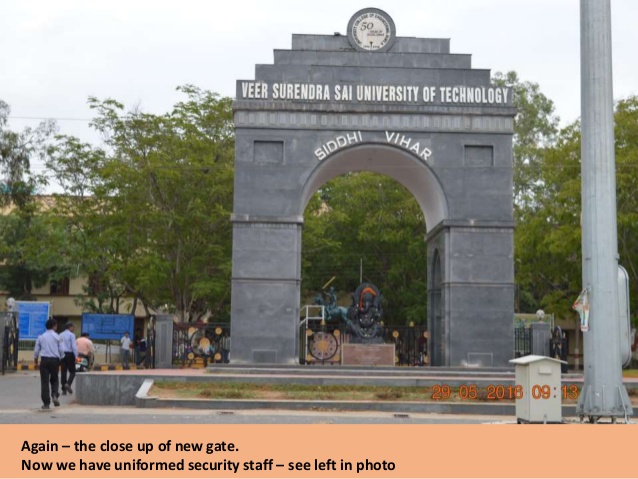 50
VEER SURENDRA SAI UNIVERSITY OF TECHNOLOGY
SIDDHI VIHAR
29 05 2016 09:13
Again – the close up of new gate.
Now we have uniformed security staff – see left in photo